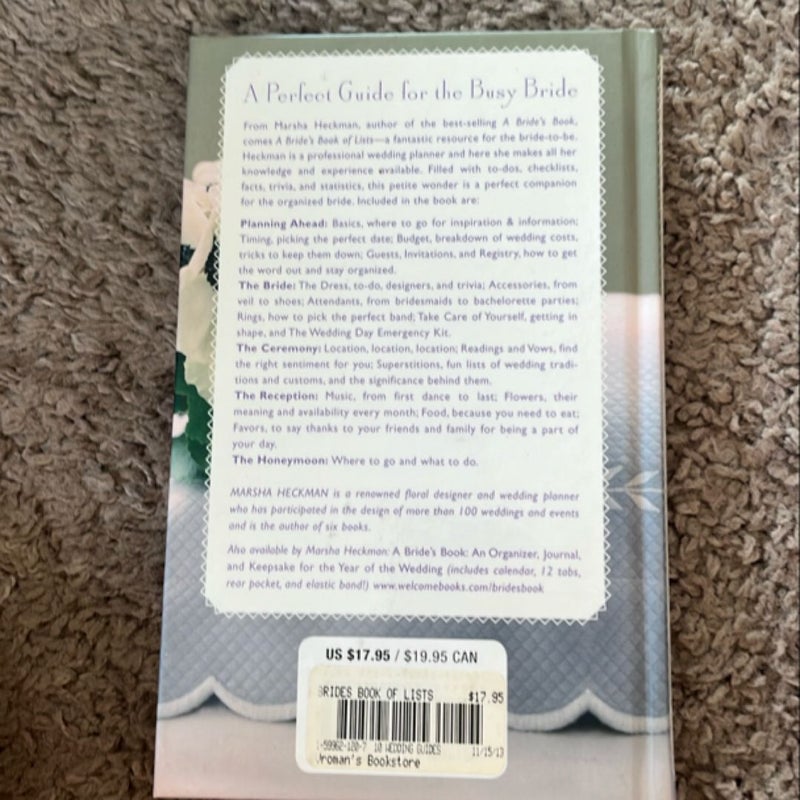 A Perfect Guide for the Busy Bride
From Marsha Heckman, author of the best-selling A Bride's Book,
comes A Bride's Book of Lists—a fantastic resource for the bride-to-be.
Heckman is a professional wedding planner and here she makes all her
knowledge and experience available. Filled with to-dos, checklists,
facts, trivia, and statistics, this petite wonder is a perfect companion
for the organized bride. Included in the book are:
Planning Ahead: Basics, where to go for inspiration & information;
Timing, picking the perfect date; Budget, breakdown of wedding costs,
tricks to keep them down; Guests, Invitations, and Registry, how to get
the word out and stay organized.
The Bride: The Dress, to-do, designers, and trivia; Accessories, from
veil to shoes; Attendants, from bridesmaids to bachelorette parties;
Rings, how to pick the perfect band; Take Care of Yourself, getting in
shape, and The Wedding Day Emergency Kit.
The Ceremony: Location, location, location; Readings and Vows, find
the right sentiment for you; Superstitions, fun lists of wedding tradi-
tions and customs, and the significance behind them.
The Reception: Music, from first dance to last; Flowers, their
meaning and availability every month; Food, because you need to eat;
Favors, to say thanks to your friends and family for being a part of
your day.
The Honeymoon: Where to go and what to do.
MARSHA HECKMAN is a renowned floral designer and wedding planner
who has participated in the design of more than 100 weddings and events
and is the author of six books.
Also available by Marsha Heckman: A Bride's Book: An Organizer, Journal,
and Keepsake for the Year of the Wedding (includes calendar, 12 tabs,
rear pocket, and elastic band!) www.welcomebooks.com/bridesbook
US $17.95 / $19.95 CAN
BRIDES BOOK OF LISTS $17.95
1-59962-120-7 10 WEDDING GUIDES 11/15/13
Vroman's Bookstore